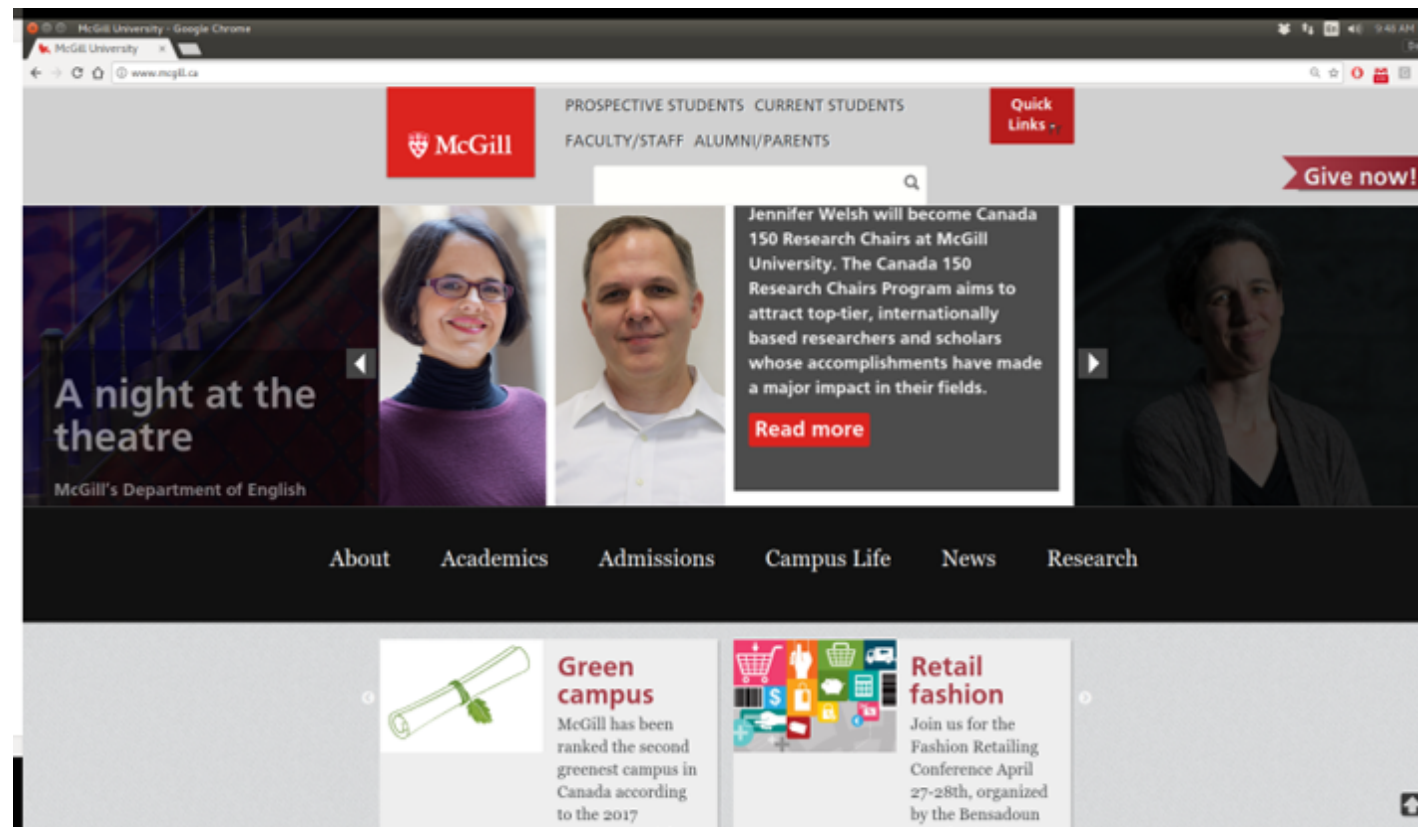 McGill University - Google Chrome
En 9:48 AM
McGill University ×
www.mcgill.ca
PROSPECTIVE STUDENTS CURRENT STUDENTS
FACULTY/STAFF ALUMNI/PARENTS
McGill
Quick
Links
Give now!
A night at the
theatre
McGill's Department of English
Jennifer Welsh will become Canada
150 Research Chairs at McGill
University. The Canada 150
Research Chairs Program aims to
attract top-tier, internationally
based researchers and scholars
whose accomplishments have made
a major impact in their fields.
Read more
About Academics Admissions Campus Life News Research
Green
campus
McGill has been
ranked the second
greenest campus in
Canada according
to the 2017
Retail
fashion
Join us for the
Fashion Retailing
Conference April
27-28th, organized
by the Bensadoun